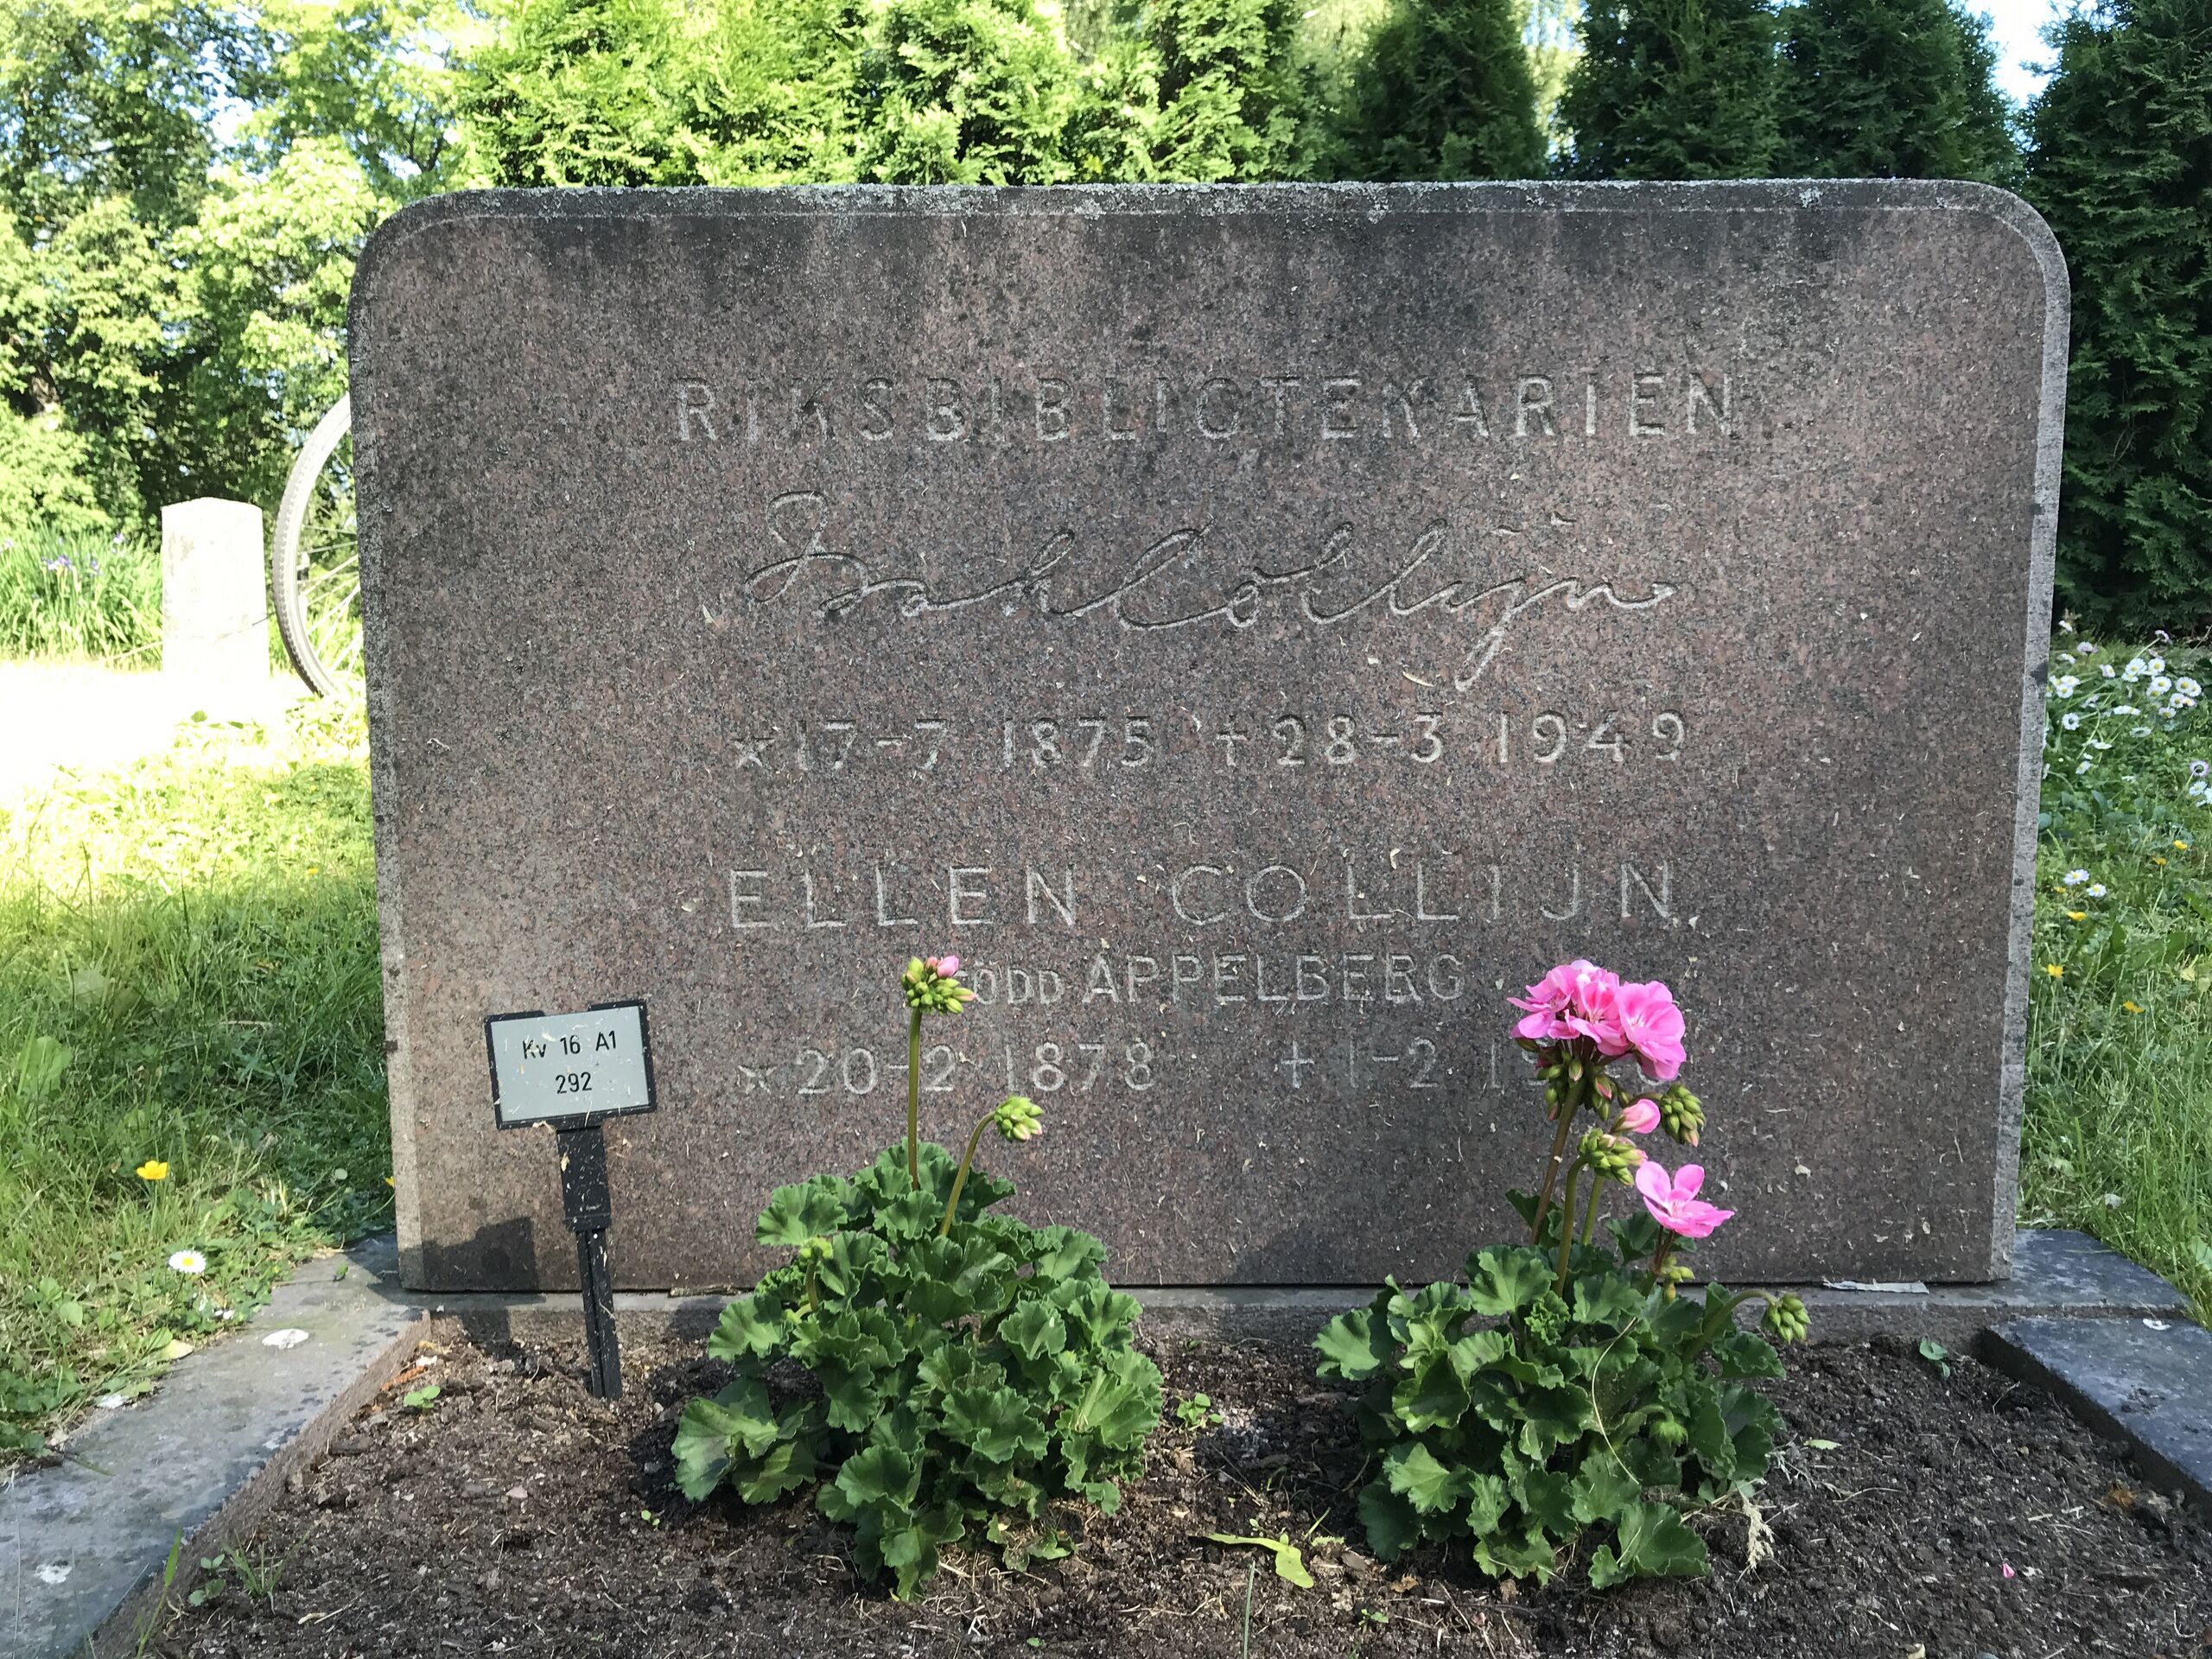 RIKSBIBLIOTEKARIEN
Isak Collijn
*17-7 1875 †28-3 1949
ELLEN COLLIJN
FÖDD APPELBERG
*20-2 1878 †1-2
Kv 16 A1
292